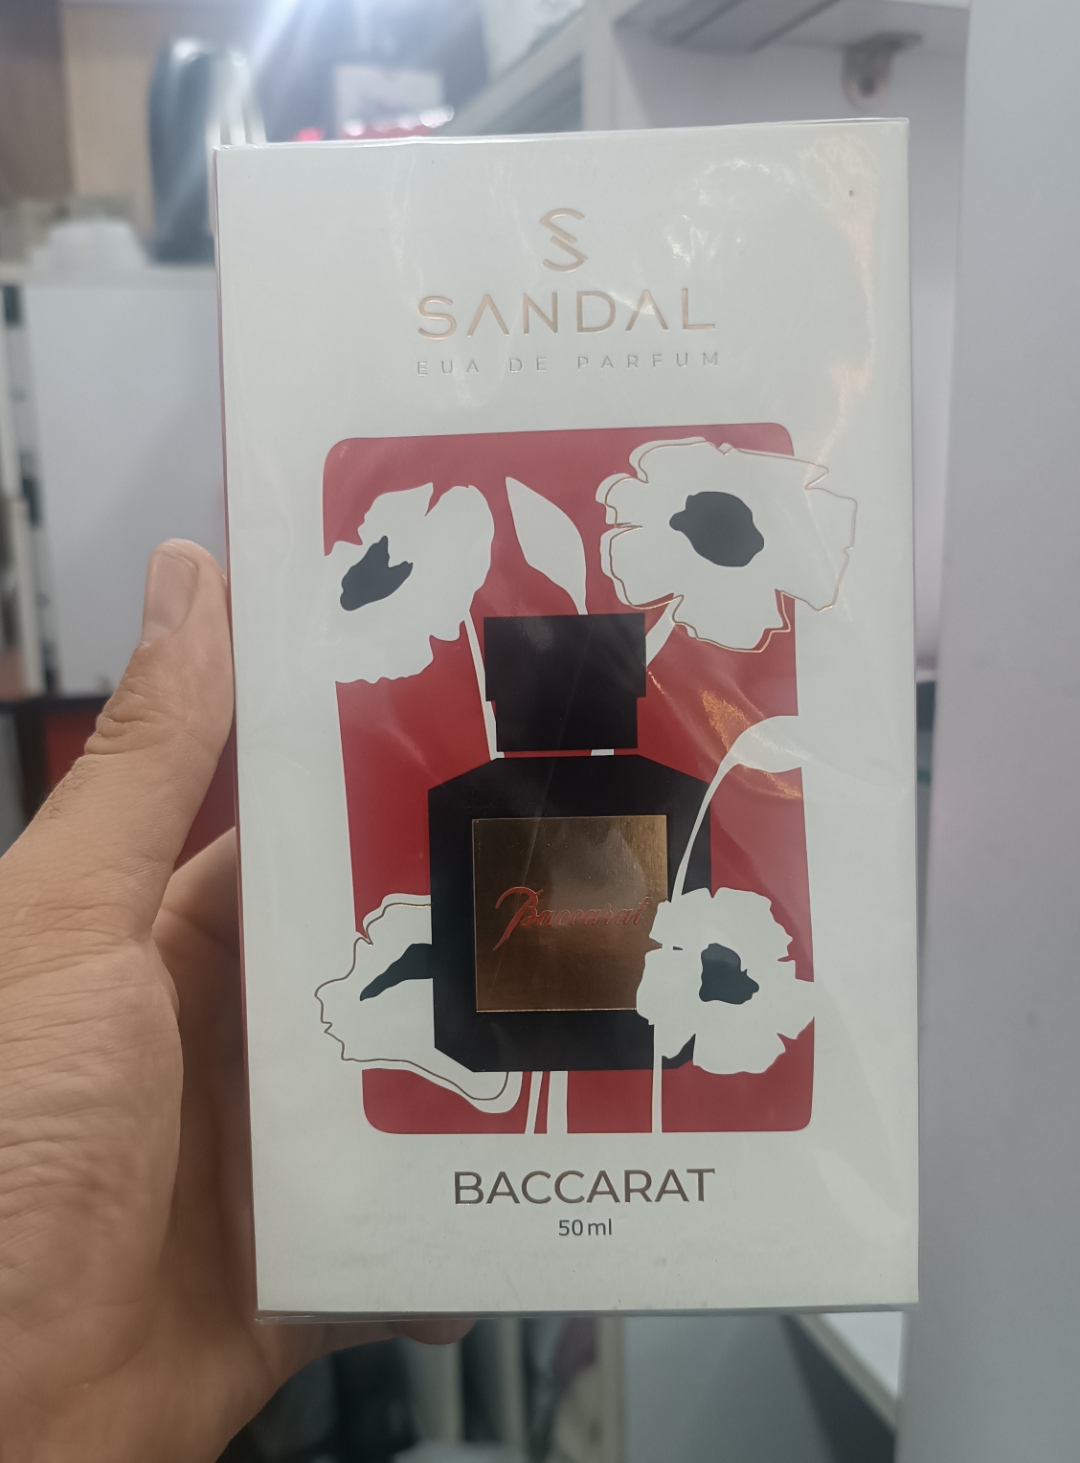 SANDAL
EUA DE PARFUM
Baccarat
BACCARAT
50ml